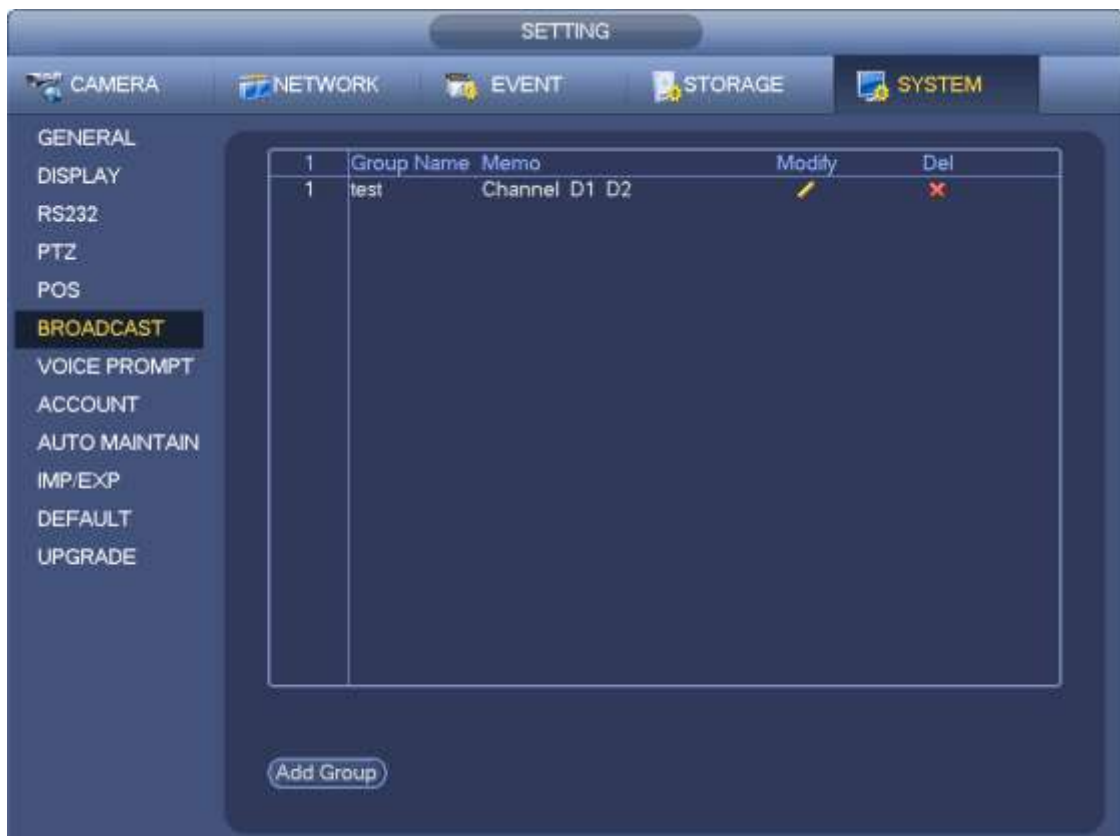 SETTING
CAMERA NETWORK EVENT STORAGE SYSTEM
GENERAL
DISPLAY
RS232
PTZ
POS
BROADCAST
VOICE PROMPT
ACCOUNT
AUTO MAINTAIN
IMP/EXP
DEFAULT
UPGRADE
1 Group Name Memo Modify Del
1 test Channel D1 D2
Add Group